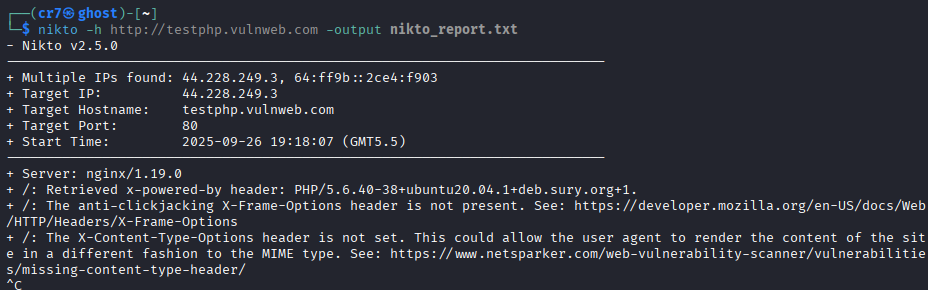 ┌──(cr7㉿ghost)-[~]
└─$ nikto -h http://testphp.vulnweb.com -output nikto_report.txt
- Nikto v2.5.0
---------------------------------------------------------------------------
+ Multiple IPs found: 44.228.249.3, 64:ff9b::2ce4:f903
+ Target IP:          44.228.249.3
+ Target Hostname:    testphp.vulnweb.com
+ Target Port:        80
+ Start Time:         2025-09-26 19:18:07 (GMT5.5)
---------------------------------------------------------------------------
+ Server: nginx/1.19.0
+ /: Retrieved x-powered-by header: PHP/5.6.40-38+ubuntu20.04.1+deb.sury.org+1.
+ /: The anti-clickjacking X-Frame-Options header is not present. See: https://developer.mozilla.org/en-US/docs/Web
/HTTP/Headers/X-Frame-Options
+ /: The X-Content-Type-Options header is not set. This could allow the user agent to render the content of the sit
e in a different fashion to the MIME type. See: https://www.netsparker.com/web-vulnerability-scanner/vulnerabilitie
s/missing-content-type-header/
^C